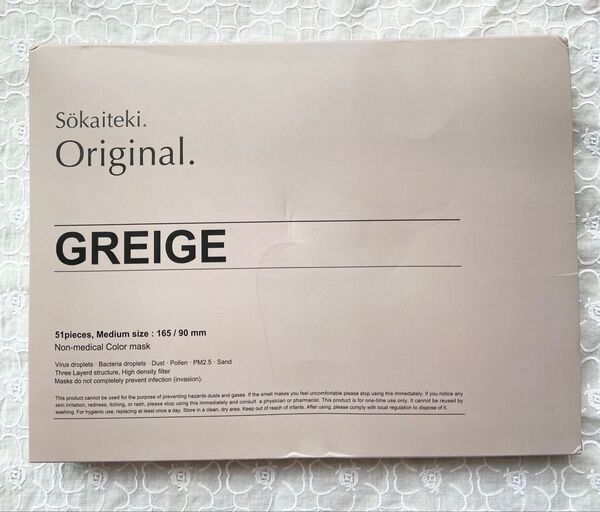 Sökaiteki.
Original.
GREIGE
51pieces, Medium size : 165 / 90 mm
Non-medical Color mask
Virus droplets · Bacteria droplets · Dust · Pollen · PM2.5 · Sand
Three Layerd structure, High density filter
Masks do not completely prevent infection (invasion).
This product cannot be used for the purpose of preventing hazards dusts and gases. If the smell makes you feel uncomfortable please stop using this immediately. If you notice any
skin irritation, redness, itching, or rash, please stop using this immediately and consult a physician or pharmacist. This product is for one-time use only. It cannot be reused by
washing. For hygienic use, replacing at least once a day. Store in a clean, dry area. Keep out of reach of infants. After using, please comply with local regulation to dispose of it.